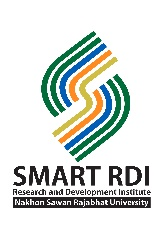 SMART RDI
Research and Development Institute
Nakhon Sawan Rajabhat University